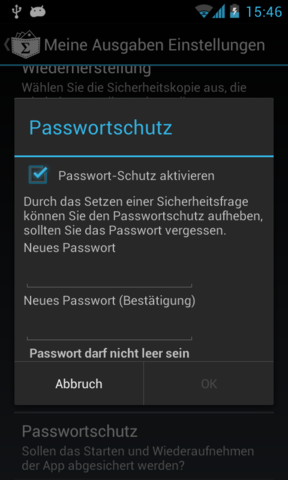 15:46
Meine Ausgaben Einstellungen
Wiederherstellung
Wählen Sie die Sicherheitskopie aus, die
Passwortschutz
Passwort-Schutz aktivieren
Durch das Setzen einer Sicherheitsfrage
können Sie den Passwortschutz aufheben,
sollten Sie das Passwort vergessen.
Neues Passwort
Neues Passwort (Bestätigung)
Passwort darf nicht leer sein
Abbruch OK
Passwortschutz
Sollen das Starten und Wiederaufnehmen
der App abgesichert werden?